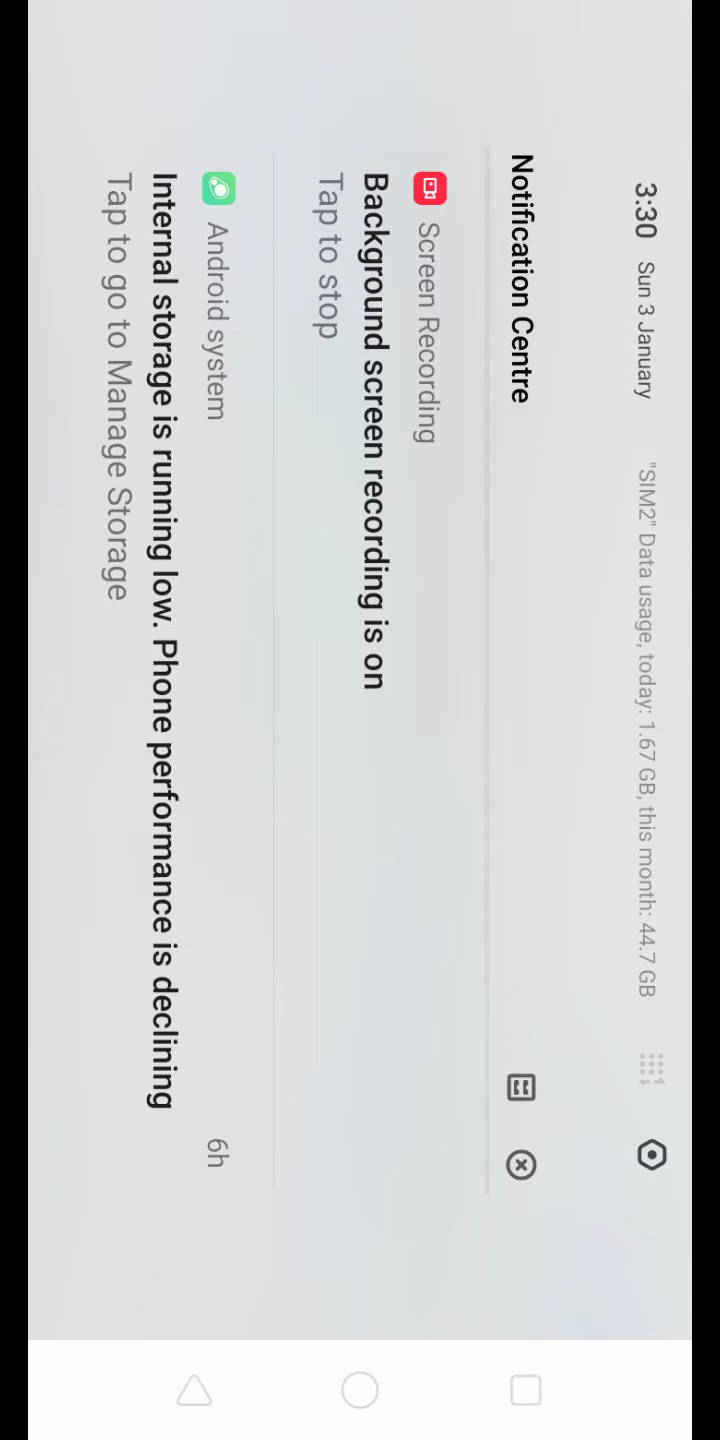 3:30 Sun 3 January "SIM2" Data usage, today: 1.67 GB, this month: 44.7 GB
Notification Centre
Screen Recording
Background screen recording is on
Tap to stop
Android system 6h
Internal storage is running low. Phone performance is declining
Tap to go to Manage Storage